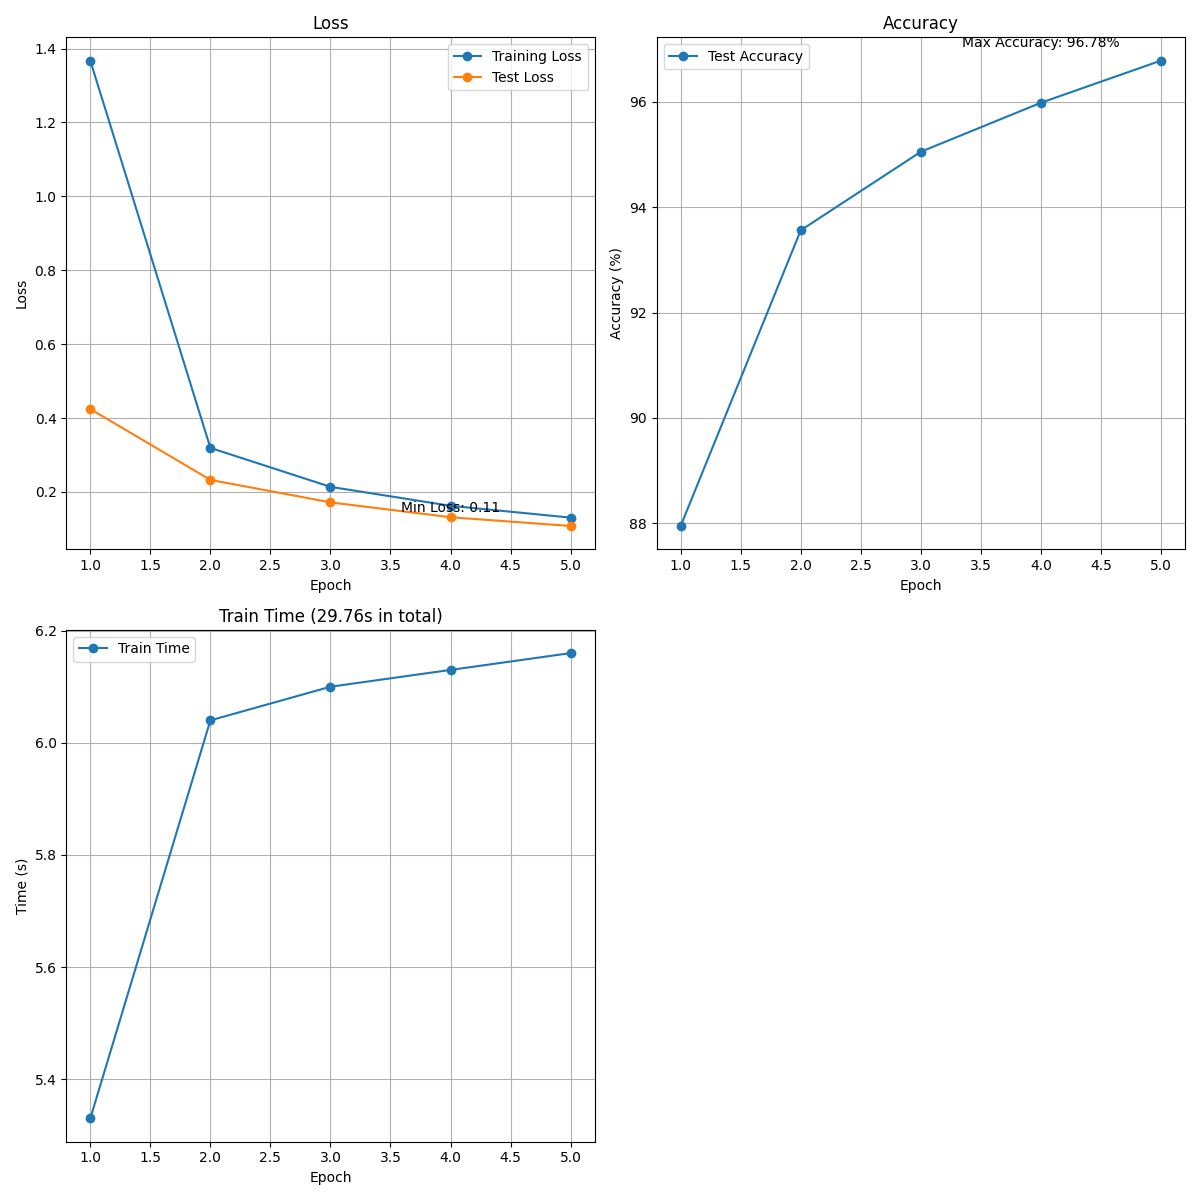 Loss
Training Loss
Test Loss
Min Loss: 0.11
Loss
1.4
1.2
1.0
0.8
0.6
0.4
0.2
1.0 1.5 2.0 2.5 3.0 3.5 4.0 4.5 5.0
Epoch
Accuracy
Max Accuracy: 96.78%
Test Accuracy
Accuracy (%)
96
94
92
90
88
1.0 1.5 2.0 2.5 3.0 3.5 4.0 4.5 5.0
Epoch
Train Time (29.76s in total)
Train Time
Time (s)
6.2
6.0
5.8
5.6
5.4
1.0 1.5 2.0 2.5 3.0 3.5 4.0 4.5 5.0
Epoch